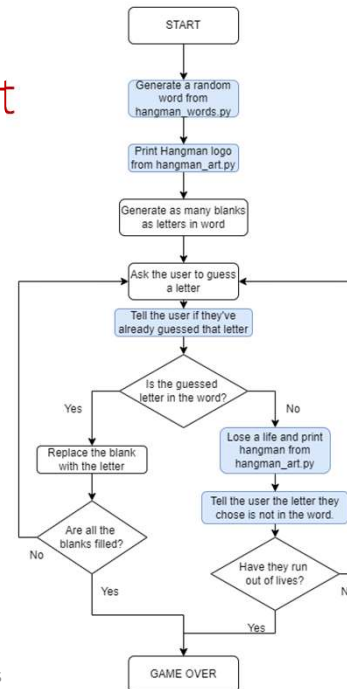 t
START
Generate a random
word from
hangman_words.py
Print Hangman logo
from hangman_art.py
Generate as many blanks
as letters in word
Ask the user to guess
a letter
Tell the user if they've
already guessed that letter
Is the guessed
letter in the word?
Yes
No
Replace the blank
with the letter
Lose a life and print
hangman from
hangman_art.py
Tell the user the letter they
chose is not in the word.
Are all the
blanks filled?
No
Yes
Have they run
out of lives?
N
Yes
GAME OVER
s